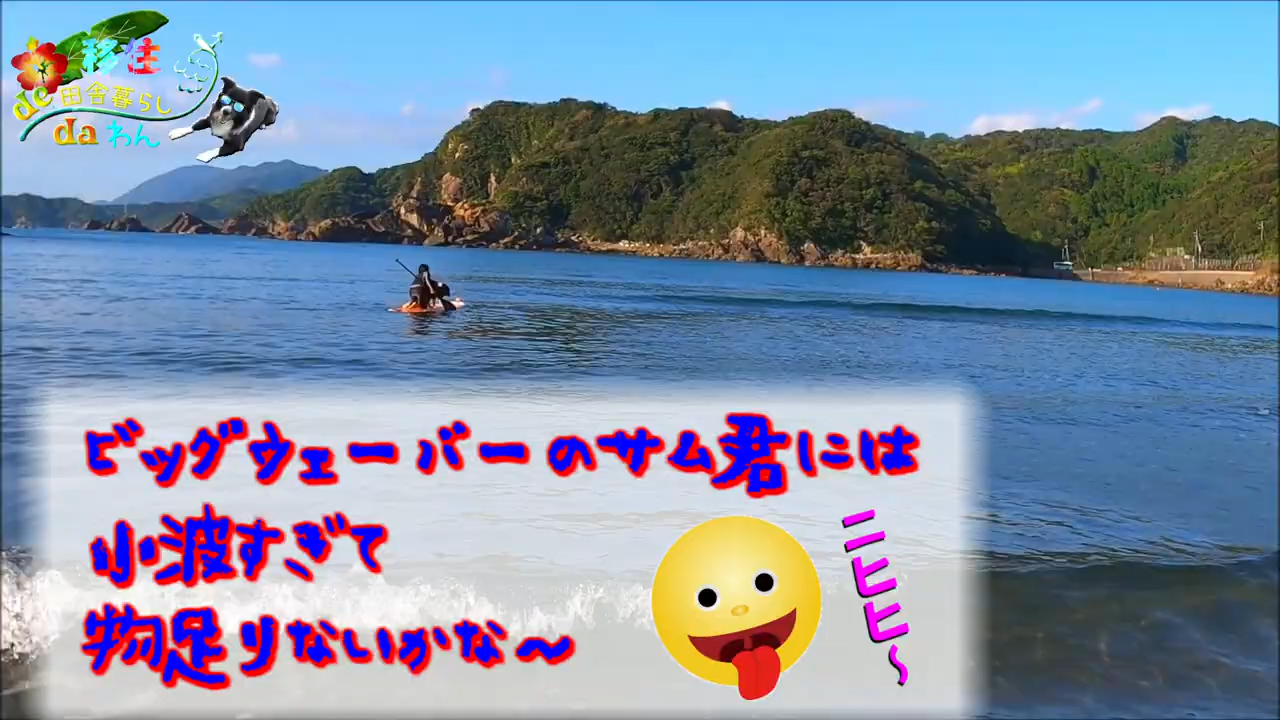 移住
de 田舎暮らし
da わん
ビッグウェーバーのサム君には
小波すぎて
物足りないかな〜
ニヒヒ〜